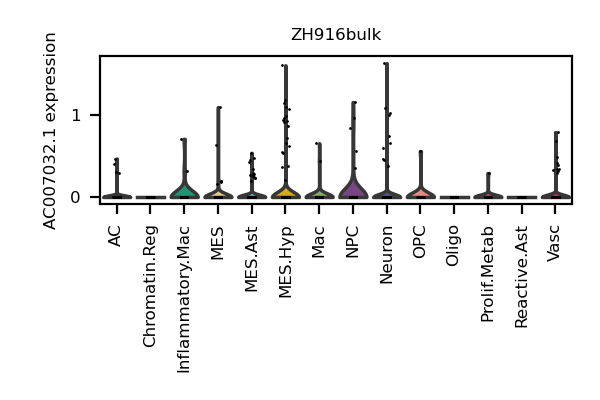 ZH916bulk
AC007032.1 expression
1
0
AC
Chromatin.Reg
Inflammatory.Mac
MES
MES.Ast
MES.Hyp
Mac
NPC
Neuron
OPC
Oligo
Prolif.Metab
Reactive.Ast
Vasc